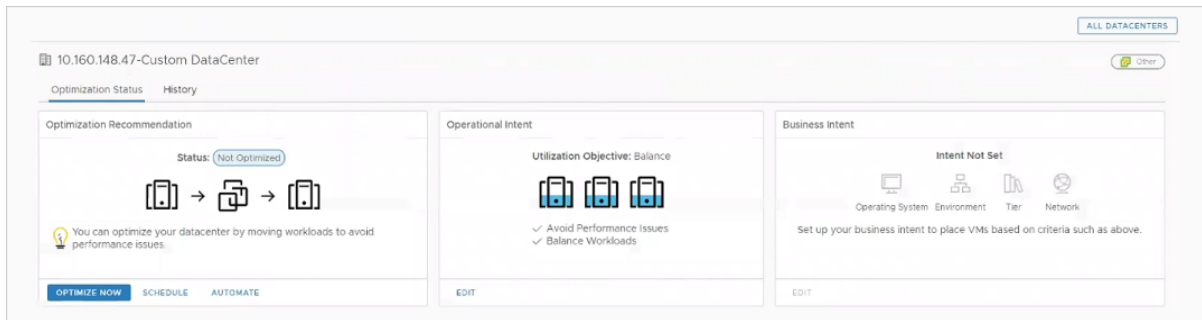 ALL DATACENTERS
10.160.148.47-Custom DataCenter
Other
Optimization Status History
Optimization Recommendation
Status: Not Optimized
You can optimize your datacenter by moving workloads to avoid
performance issues.
OPTIMIZE NOW SCHEDULE AUTOMATE
Operational Intent
Utilization Objective: Balance
Avoid Performance Issues
Balance Workloads
EDIT
Business Intent
Intent Not Set
Operating System Environment Tier Network
Set up your business intent to place VMs based on criteria such as above.
EDIT